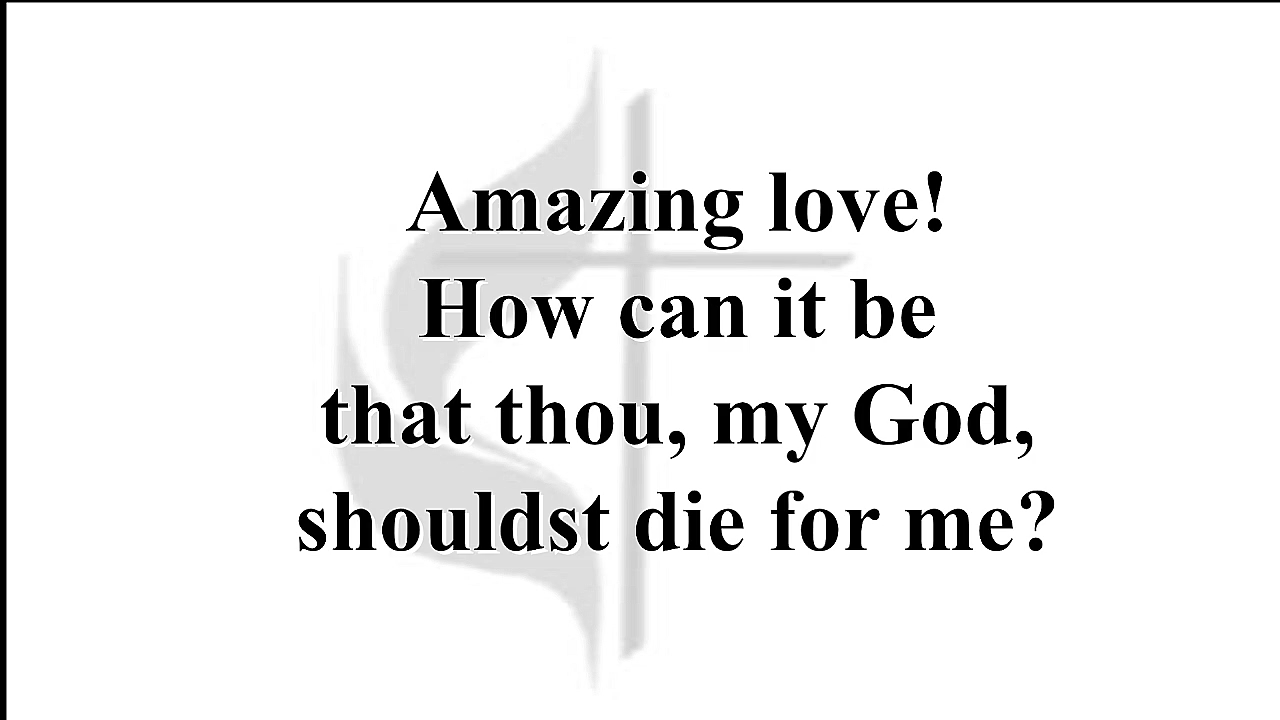 Amazing love!
How can it be
that thou, my God,
shouldst die for me?